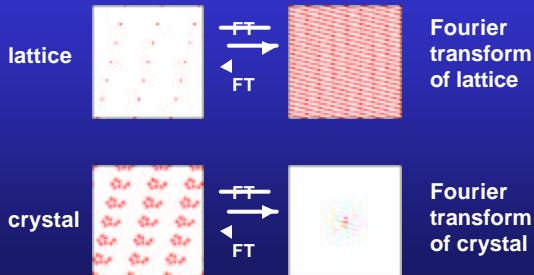 lattice
FT
FT
Fourier
transform
of lattice
crystal
FT
FT
Fourier
transform
of crystal